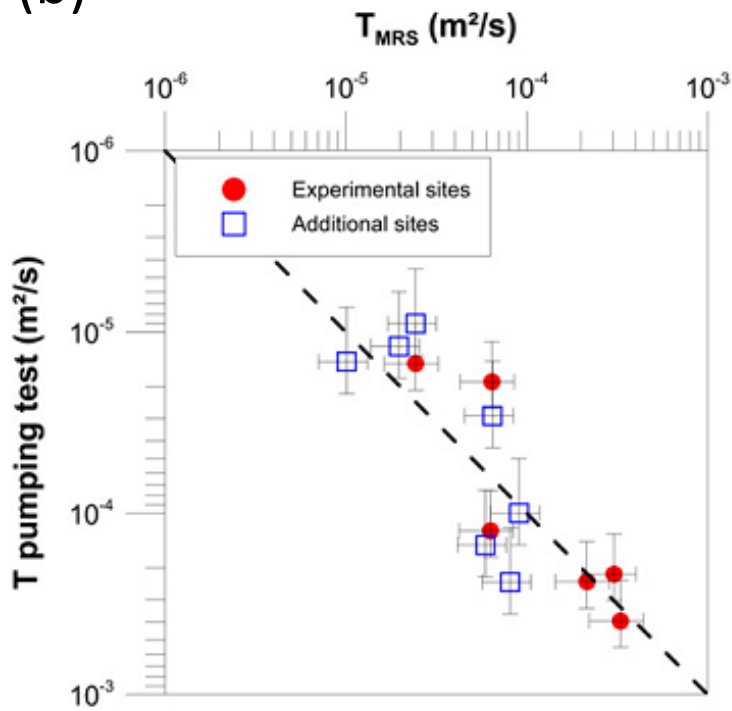 (b)
T_MRS (m²/s)
10⁻⁶ 10⁻⁵ 10⁻⁴ 10⁻³
10⁻⁶
Experimental sites
Additional sites
10⁻⁵
T pumping test (m²/s)
10⁻⁴
10⁻³